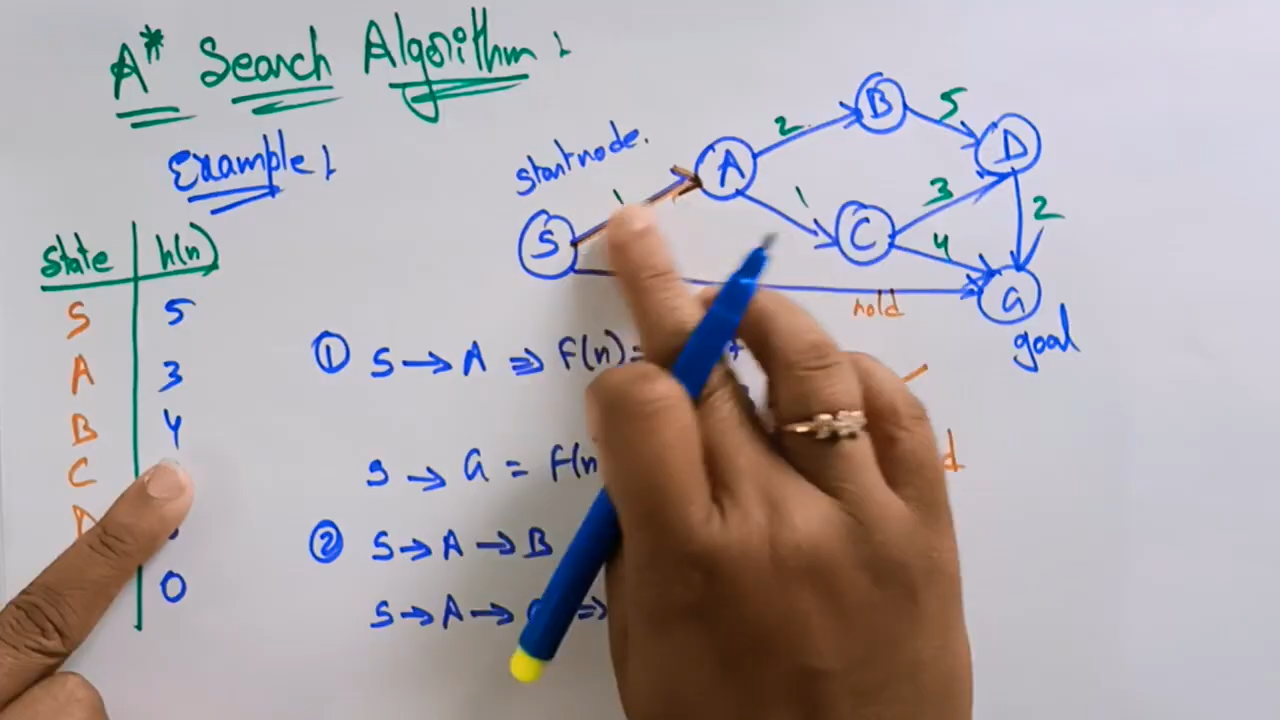 A* Search Algorithm :
Example :
start node.
State h(n)
S 5
A 3
B 4
C
D
0
S
A
B
C
D
G
1
2
5
1
3
4
2
hold
goal
① S → A ⇒ F(n) = +
S → G = F(n
② S → A → B
S → A → ⇒